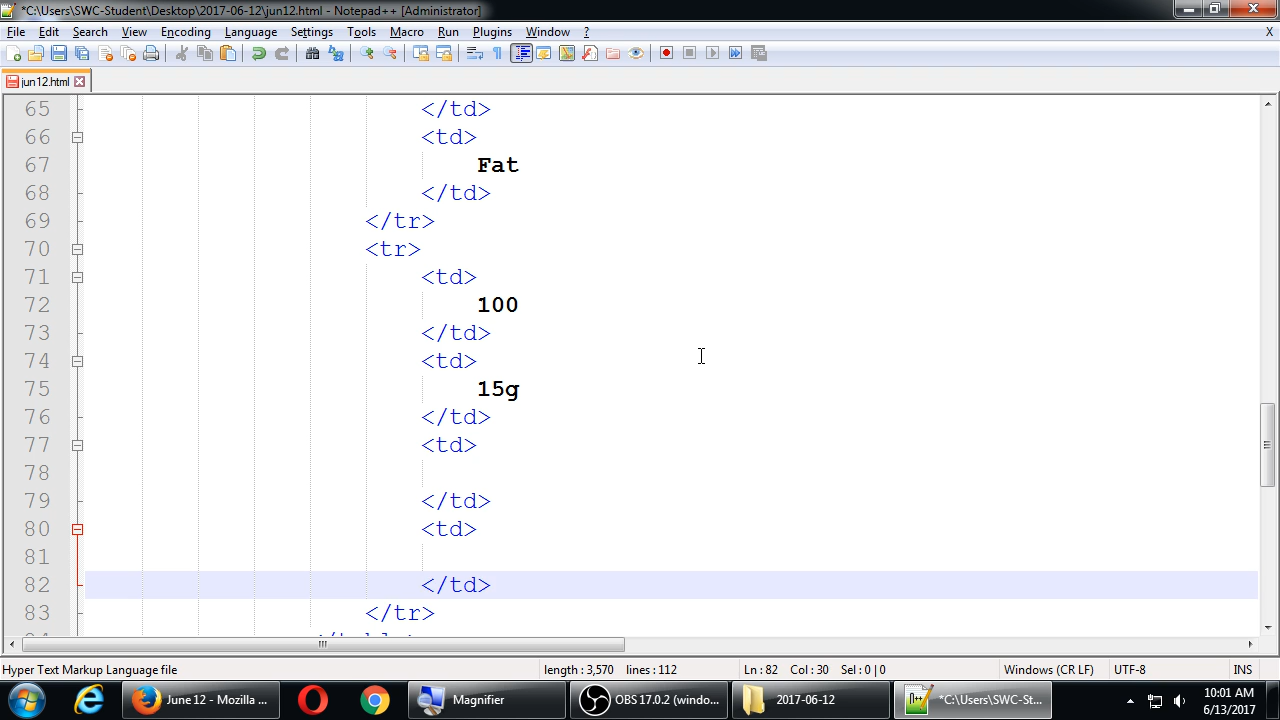 *C:\Users\SWC-Student\Desktop\2017-06-12\jun12.html - Notepad++ [Administrator]
File Edit Search View Encoding Language Settings Tools Macro Run Plugins Window ? X
jun12.html
65 </td>
66 <td>
67 Fat
68 </td>
69 </tr>
70 <tr>
71 <td>
72 100
73 </td>
74 <td>
75 15g
76 </td>
77 <td>
78
79 </td>
80 <td>
81
82 </td>
83 </tr>
Hyper Text Markup Language file length : 3,570 lines : 112 Ln : 82 Col : 30 Sel : 0 | 0 Windows (CR LF) UTF-8 INS
June 12 - Mozilla ... Magnifier OBS 17.0.2 (windo... 2017-06-12 *C:\Users\SWC-St... 10:01 AM
6/13/2017